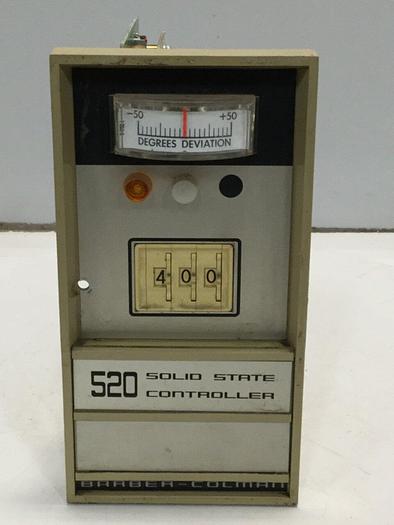 -50 +50
DEGREES DEVIATION
400
520 SOLID STATE
CONTROLLER
BARBER-COLMAN